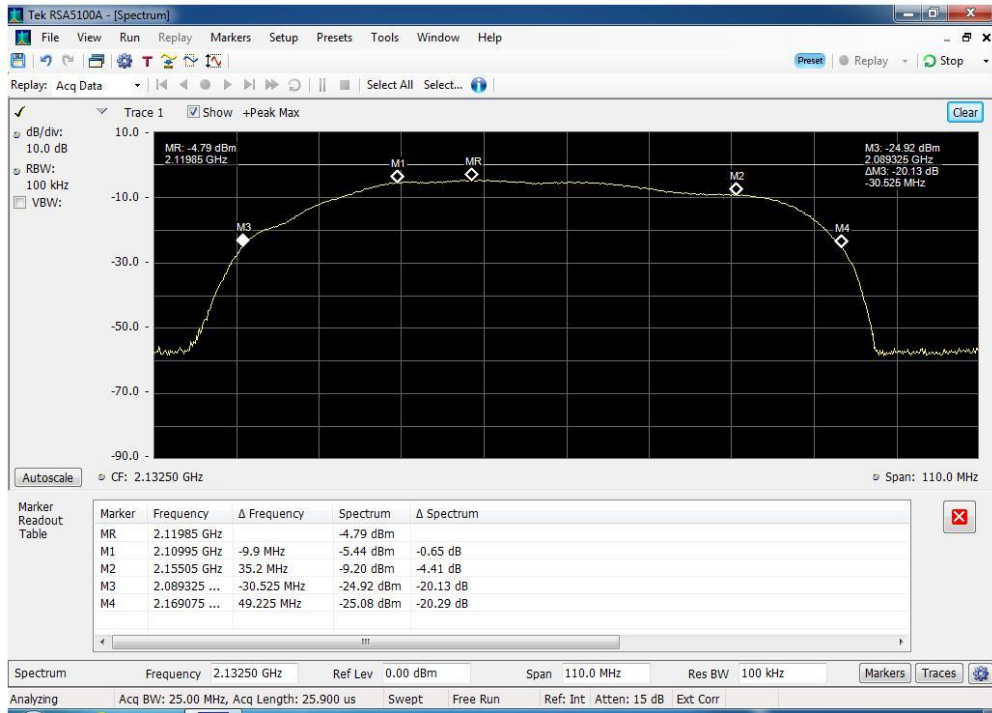 Tek RSA5100A - [Spectrum]
File View Run Replay Markers Setup Presets Tools Window Help
T Preset Replay Stop
Replay: Acq Data Select All Select...
Trace 1 Show +Peak Max Clear
dB/div:
10.0 dB
RBW:
100 kHz
VBW:
10.0 -
-10.0 -
-30.0 -
-50.0 -
-70.0 -
-90.0 -
MR: -4.79 dBm
2.11985 GHz
M3: -24.92 dBm
2.089325 GHz
ΔM3: -20.13 dB
-30.525 MHz
M1
MR
M2
M3
M4
Autoscale CF: 2.13250 GHz Span: 110.0 MHz
Marker
Readout
Table
Marker Frequency Δ Frequency Spectrum Δ Spectrum
MR 2.11985 GHz -4.79 dBm
M1 2.10995 GHz -9.9 MHz -5.44 dBm -0.65 dB
M2 2.15505 GHz 35.2 MHz -9.20 dBm -4.41 dB
M3 2.089325 ... -30.525 MHz -24.92 dBm -20.13 dB
M4 2.169075 ... 49.225 MHz -25.08 dBm -20.29 dB
Spectrum Frequency 2.13250 GHz Ref Lev 0.00 dBm Span 110.0 MHz Res BW 100 kHz Markers Traces
Analyzing Acq BW: 25.00 MHz, Acq Length: 25.900 us Swept Free Run Ref: Int Atten: 15 dB Ext Corr